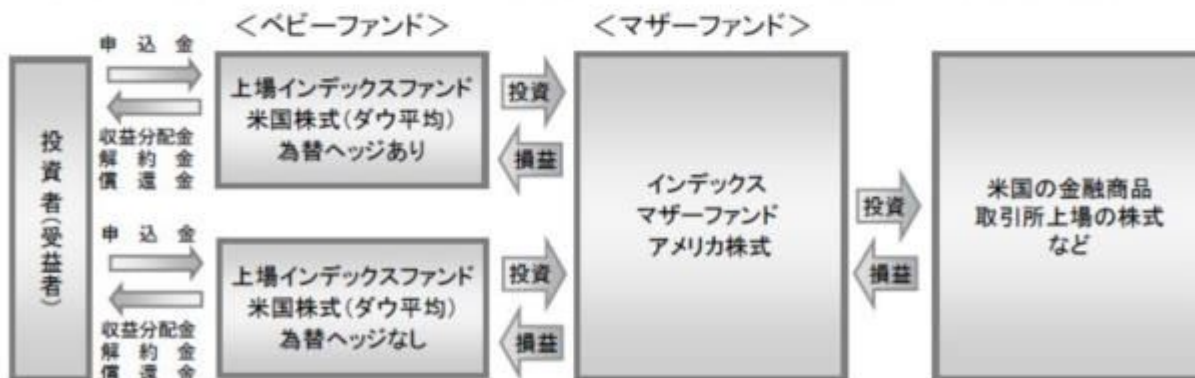 ＜ベビーファンド＞
＜マザーファンド＞
投資者(受益者)
申込金
収益分配金
解約金
償還金
上場インデックスファンド
米国株式(ダウ平均)
為替ヘッジあり
投資
損益
申込金
収益分配金
解約金
償還金
上場インデックスファンド
米国株式(ダウ平均)
為替ヘッジなし
投資
損益
インデックス
マザーファンド
アメリカ株式
投資
損益
米国の金融商品
取引所上場の株式
など